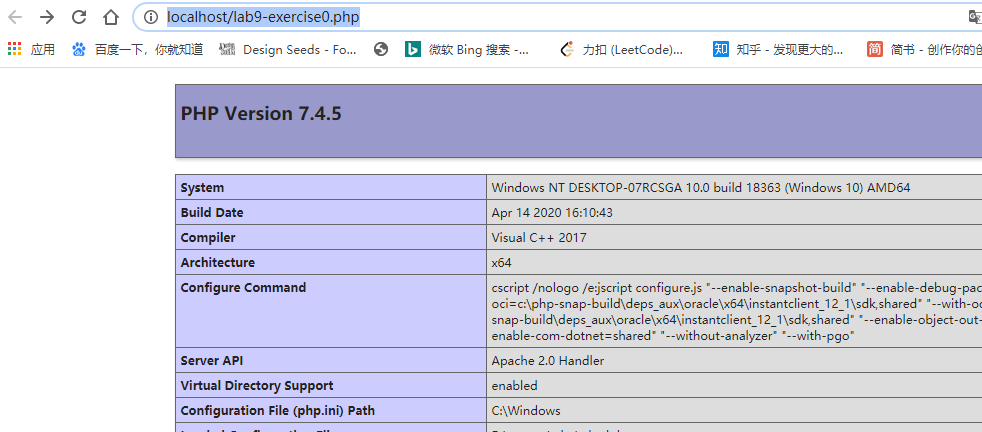 localhost/lab9-exercise0.php
应用 百度一下，你就知道 Design Seeds - Fo... 微软 Bing 搜索 -... 力扣 (LeetCode)... 知 知乎 - 发现更大的... 简 简书 - 创作你的创
PHP Version 7.4.5
System Windows NT DESKTOP-07RCSGA 10.0 build 18363 (Windows 10) AMD64
Build Date Apr 14 2020 16:10:43
Compiler Visual C++ 2017
Architecture x64
Configure Command cscript /nologo /e:jscript configure.js "--enable-snapshot-build" "--enable-debug-pac
oci=c:\php-snap-build\deps_aux\oracle\x64\instantclient_12_1\sdk,shared" "--with-oc
snap-build\deps_aux\oracle\x64\instantclient_12_1\sdk,shared" "--enable-object-out-
enable-com-dotnet=shared" "--without-analyzer" "--with-pgo"
Server API Apache 2.0 Handler
Virtual Directory Support enabled
Configuration File (php.ini) Path C:\Windows